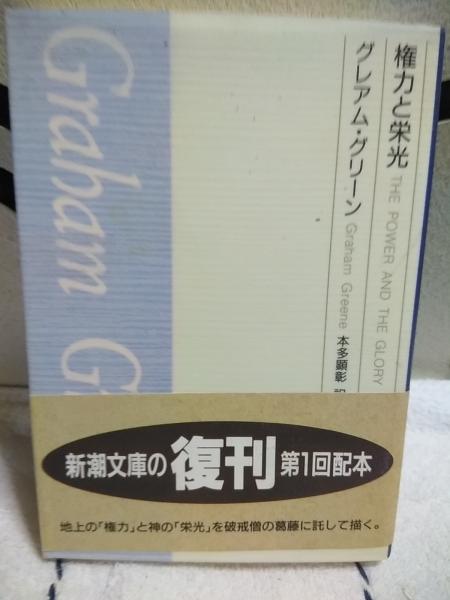 権力と栄光 THE POWER AND THE GLORY
グレアム・グリーン Graham Greene 本多顕彰
Graham G
新潮文庫の復刊 第1回配本
地上の「権力」と神の「栄光」を破戒僧の葛藤に託して描く。